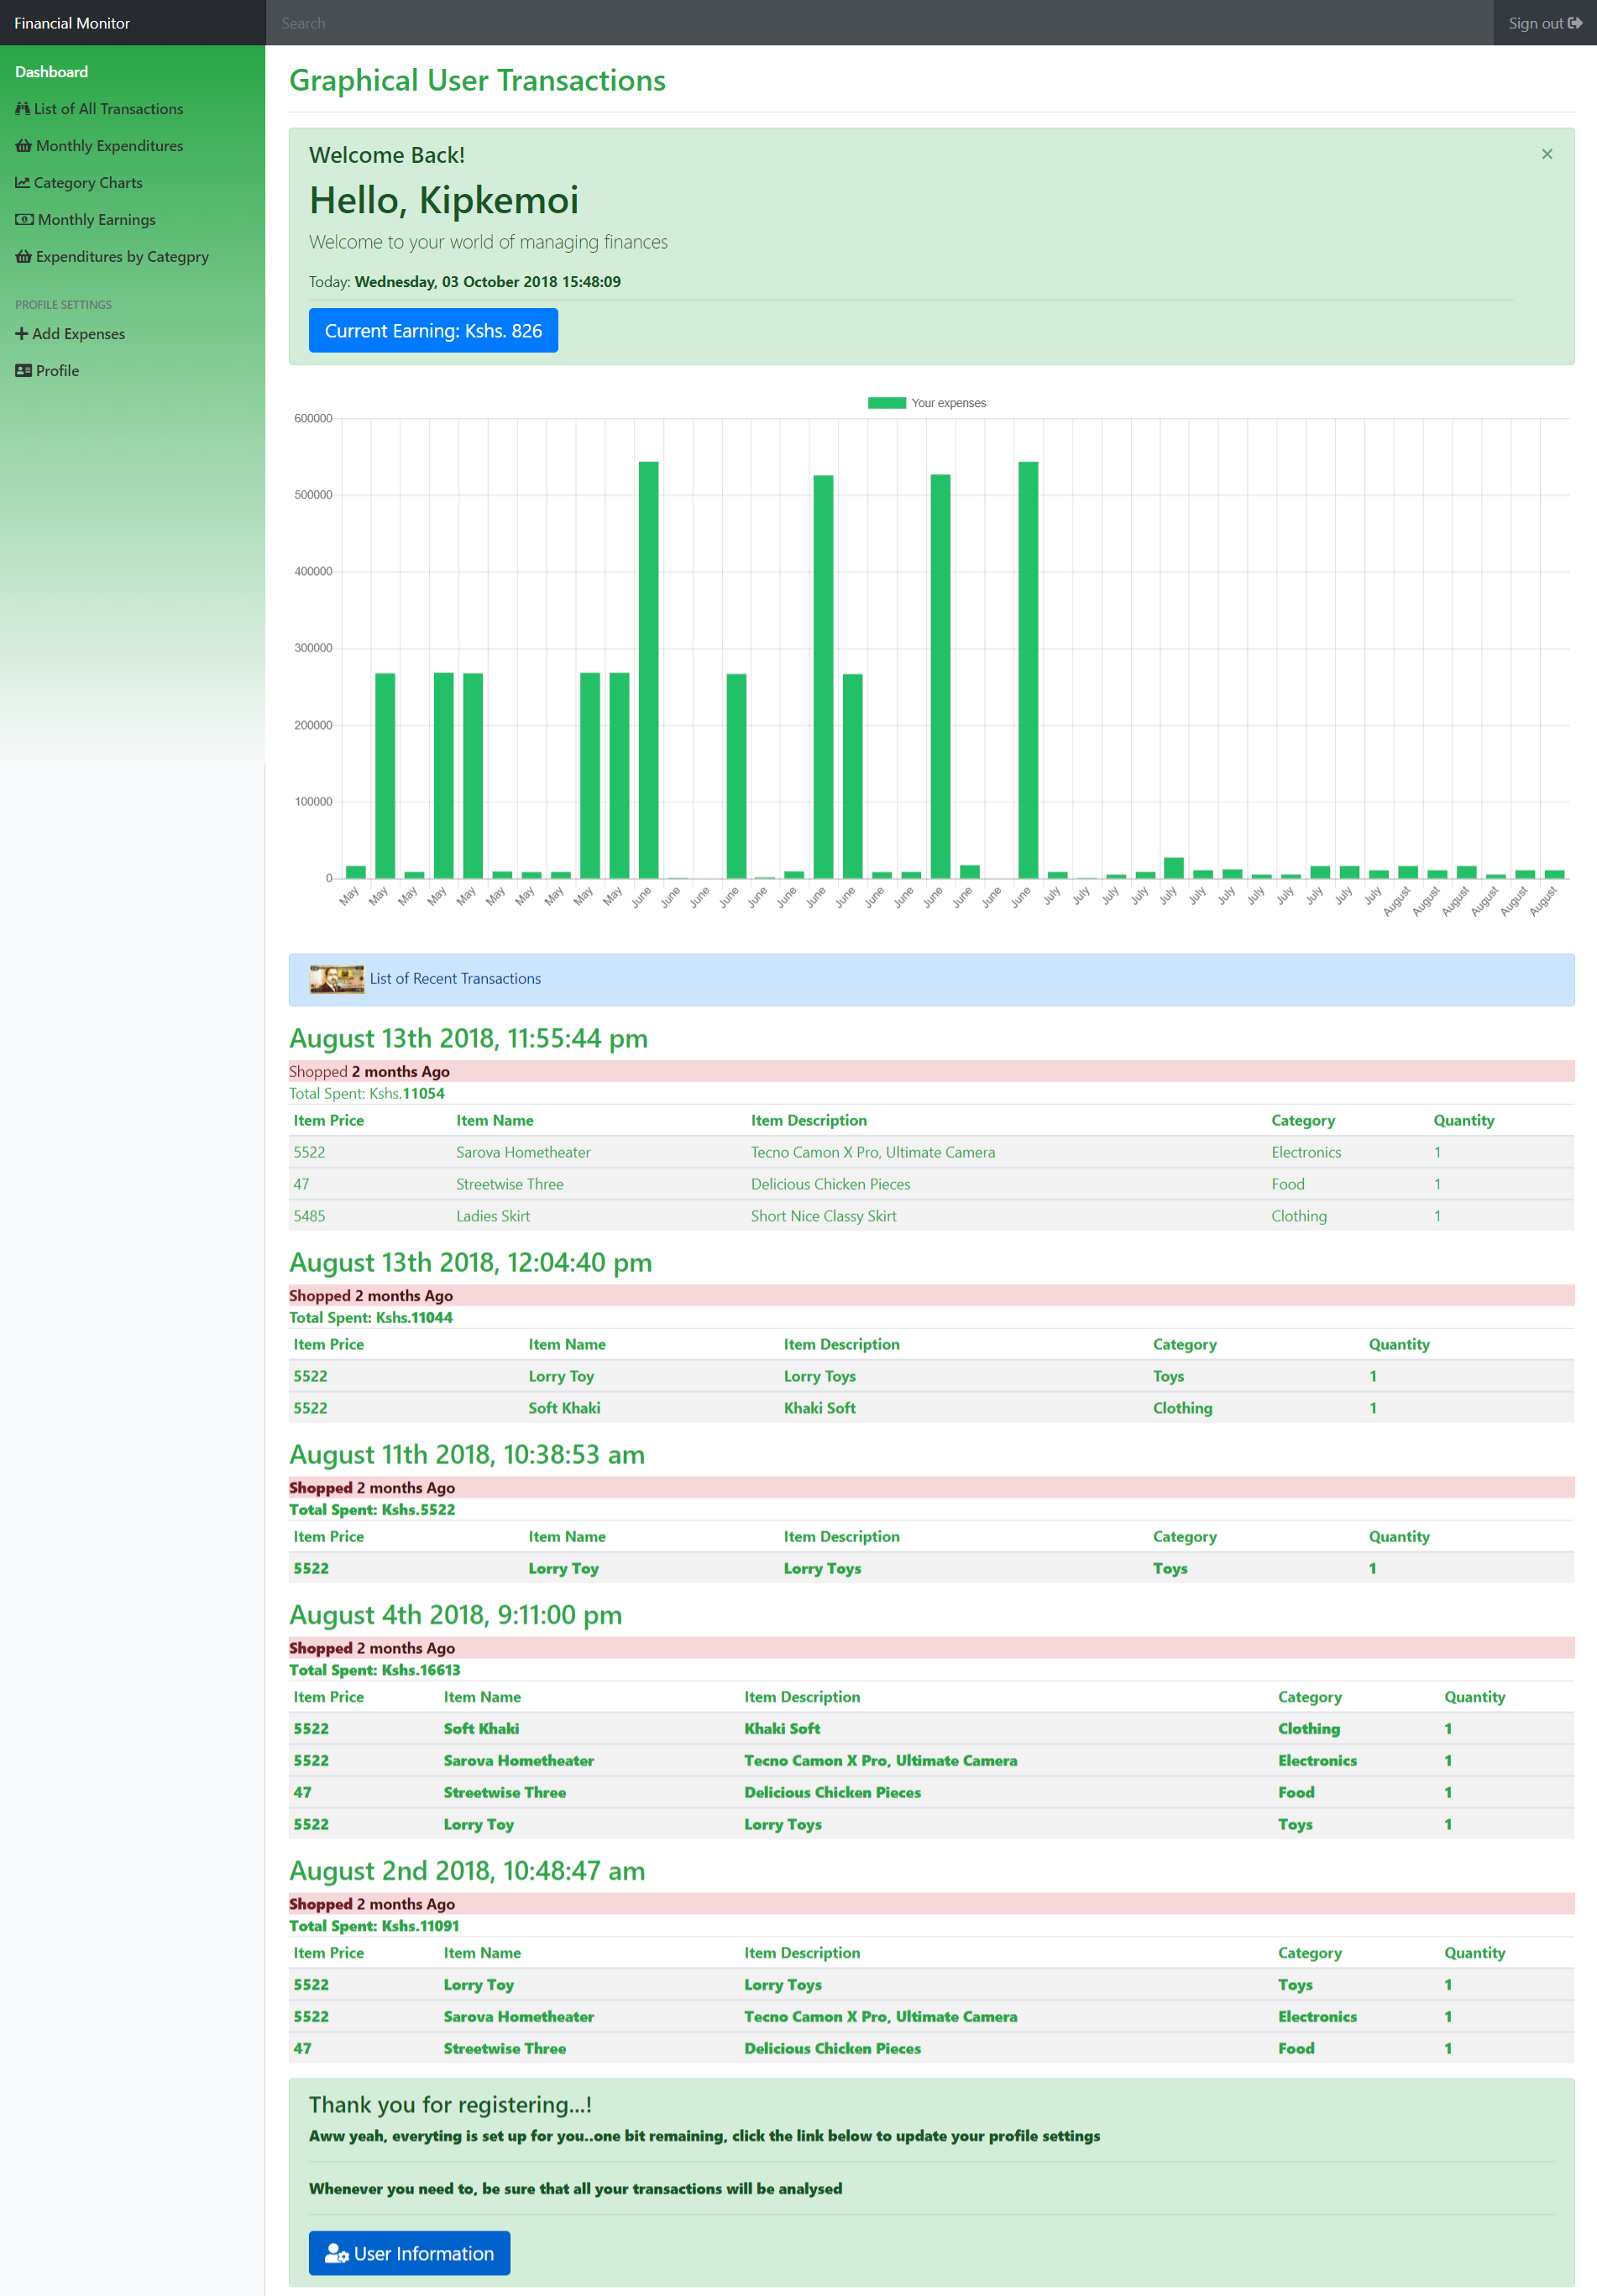 Financial Monitor
Search
Sign out
Dashboard
List of All Transactions
Monthly Expenditures
Category Charts
Monthly Earnings
Expenditures by Categpry
PROFILE SETTINGS
Add Expenses
Profile
Graphical User Transactions
Welcome Back!
×
Hello, Kipkemoi
Welcome to your world of managing finances
Today: Wednesday, 03 October 2018 15:48:09
Current Earning: Kshs. 826
Your expenses
600000
500000
400000
300000
200000
100000
0
May May May May May May May May May May June June June June June June June June June June June June June June July July July July July July July July July July July July August August August August August August
List of Recent Transactions
August 13th 2018, 11:55:44 pm
Shopped 2 months Ago
Total Spent: Kshs.11054
Item Price Item Name Item Description Category Quantity
5522 Sarova Hometheater Tecno Camon X Pro, Ultimate Camera Electronics 1
47 Streetwise Three Delicious Chicken Pieces Food 1
5485 Ladies Skirt Short Nice Classy Skirt Clothing 1
August 13th 2018, 12:04:40 pm
Shopped 2 months Ago
Total Spent: Kshs.11044
Item Price Item Name Item Description Category Quantity
5522 Lorry Toy Lorry Toys Toys 1
5522 Soft Khaki Khaki Soft Clothing 1
August 11th 2018, 10:38:53 am
Shopped 2 months Ago
Total Spent: Kshs.5522
Item Price Item Name Item Description Category Quantity
5522 Lorry Toy Lorry Toys Toys 1
August 4th 2018, 9:11:00 pm
Shopped 2 months Ago
Total Spent: Kshs.16613
Item Price Item Name Item Description Category Quantity
5522 Soft Khaki Khaki Soft Clothing 1
5522 Sarova Hometheater Tecno Camon X Pro, Ultimate Camera Electronics 1
47 Streetwise Three Delicious Chicken Pieces Food 1
5522 Lorry Toy Lorry Toys Toys 1
August 2nd 2018, 10:48:47 am
Shopped 2 months Ago
Total Spent: Kshs.11091
Item Price Item Name Item Description Category Quantity
5522 Lorry Toy Lorry Toys Toys 1
5522 Sarova Hometheater Tecno Camon X Pro, Ultimate Camera Electronics 1
47 Streetwise Three Delicious Chicken Pieces Food 1
Thank you for registering...!
Aww yeah, everyting is set up for you..one bit remaining, click the link below to update your profile settings
Whenever you need to, be sure that all your transactions will be analysed
User Information